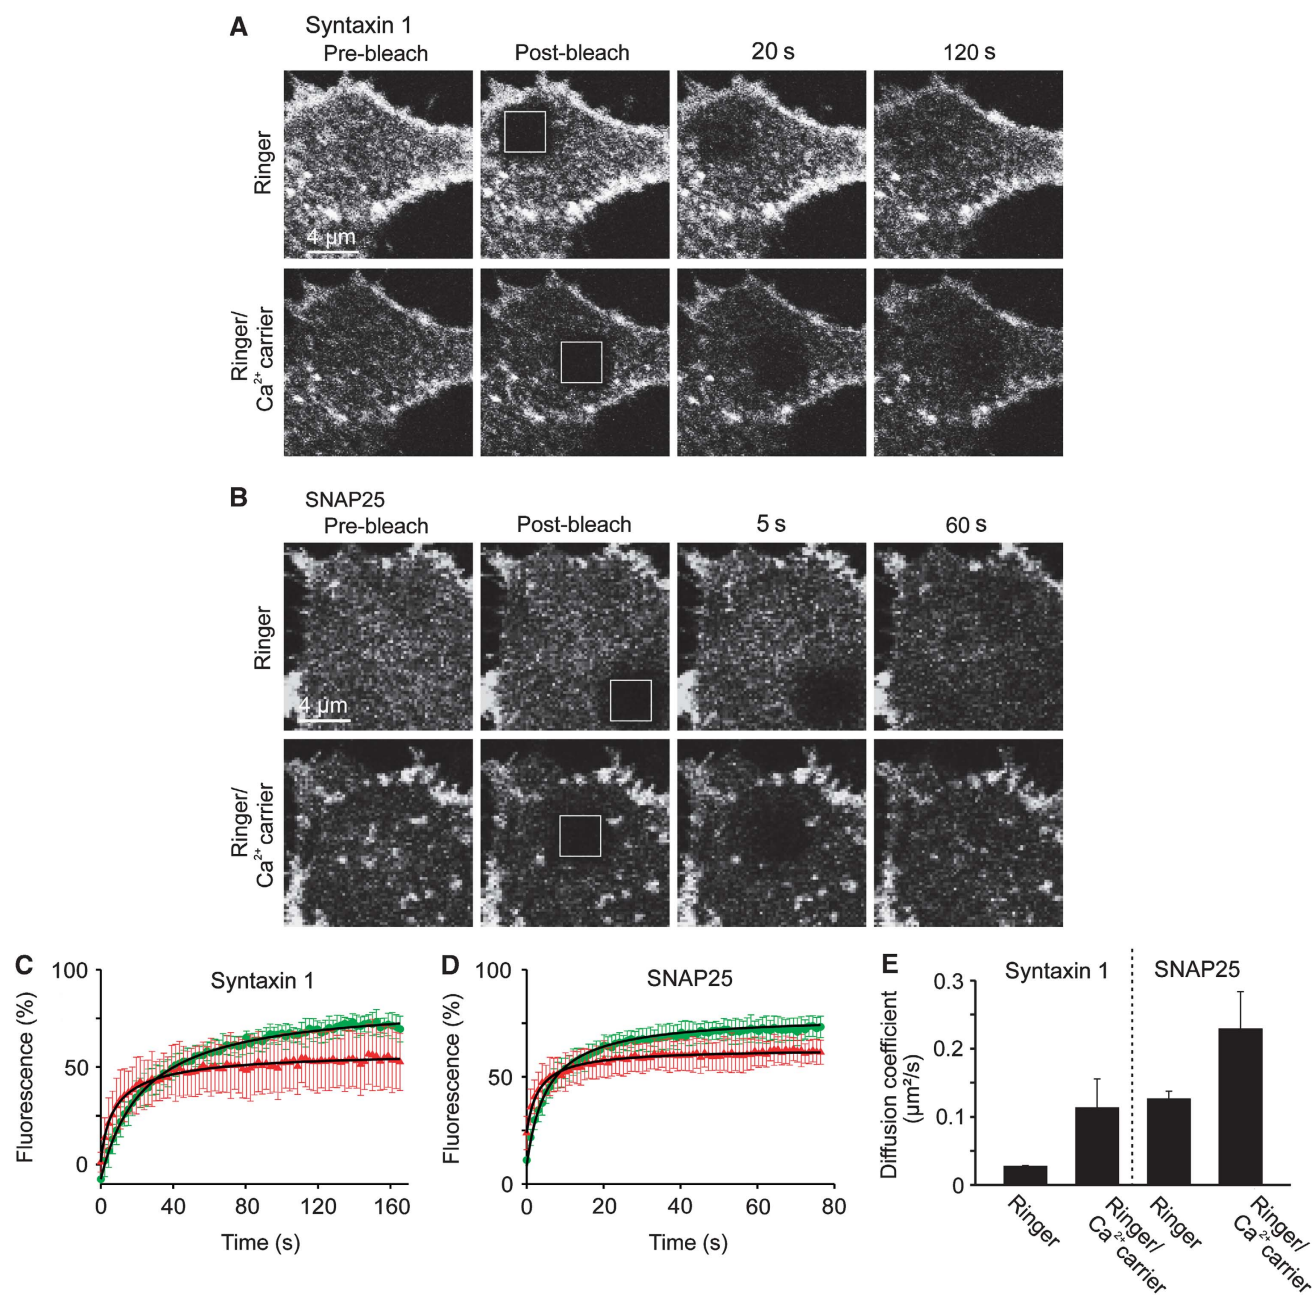 A
Syntaxin 1
Pre-bleach Post-bleach 20 s 120 s
Ringer
4 µm
Ringer/
Ca²⁺ carrier
B
SNAP25
Pre-bleach Post-bleach 5 s 60 s
Ringer
4 µm
Ringer/
Ca²⁺ carrier
C
Syntaxin 1
Fluorescence (%)
100
50
0
0 40 80 120 160
Time (s)
D
SNAP25
Fluorescence (%)
100
50
0
0 20 40 60 80
Time (s)
E
Syntaxin 1 SNAP25
Diffusion coefficient
(µm²/s)
0.3
0.2
0.1
0
Ringer
Ringer/
Ca²⁺ carrier
Ringer
Ringer/
Ca²⁺ carrier